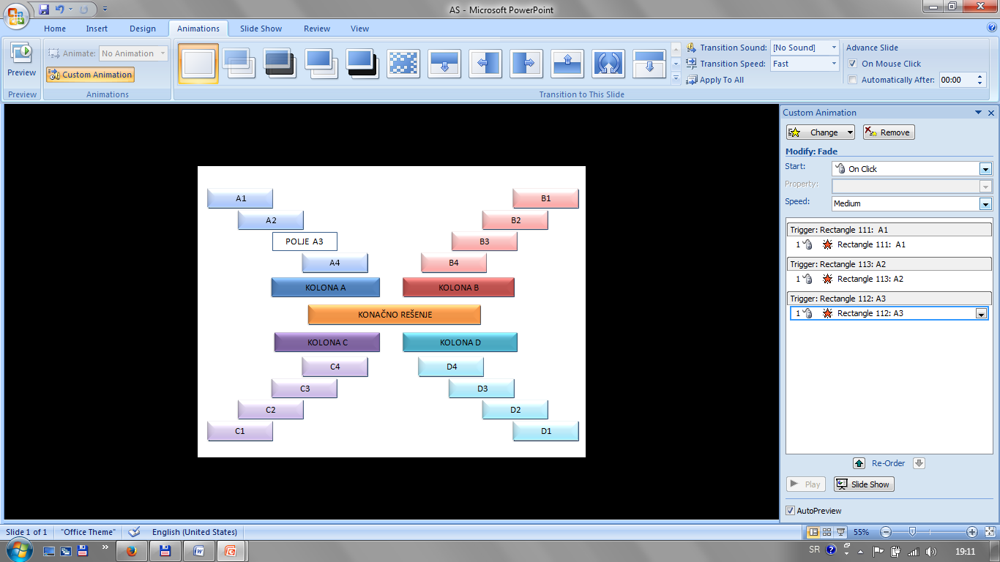 AS - Microsoft PowerPoint
Home Insert Design Animations Slide Show Review View
Preview
Preview
Animate: No Animation
Custom Animation
Animations
Transition to This Slide
Transition Sound: [No Sound]
Transition Speed: Fast
Apply To All
Advance Slide
On Mouse Click
Automatically After: 00:00
A1
B1
A2
B2
POLJE A3
B3
A4
B4
KOLONA A
KOLONA B
KONAČNO REŠENJE
KOLONA C
KOLONA D
C4
D4
C3
D3
C2
D2
C1
D1
Custom Animation
Change
Remove
Modify: Fade
Start: On Click
Property:
Speed: Medium
Trigger: Rectangle 111: A1
1 Rectangle 111: A1
Trigger: Rectangle 113: A2
1 Rectangle 113: A2
Trigger: Rectangle 112: A3
1 Rectangle 112: A3
Re-Order
Play
Slide Show
AutoPreview
Slide 1 of 1 "Office Theme" English (United States) 55%
SR 19:11